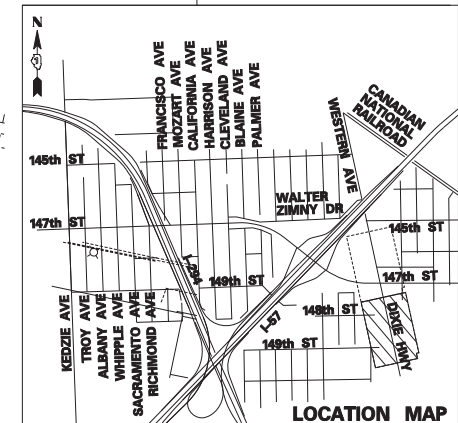 N
FRANCISCO AVE
MOZART AVE
CALIFORNIA AVE
HARRISON AVE
CLEVELAND AVE
BLAINE AVE
PALMER AVE
CANADIAN
NATIONAL
RAILROAD
WESTERN AVE
145th ST
WALTER
ZIMNY DR
147th ST
145th ST
I-294
149th ST
147th ST
148th ST
I-57
149th ST
DIXIE HWY
KEDZIE AVE
TROY AVE
ALBANY AVE
WHIPPLE AVE
SACRAMENTO AVE
RICHMOND AVE
LOCATION MAP